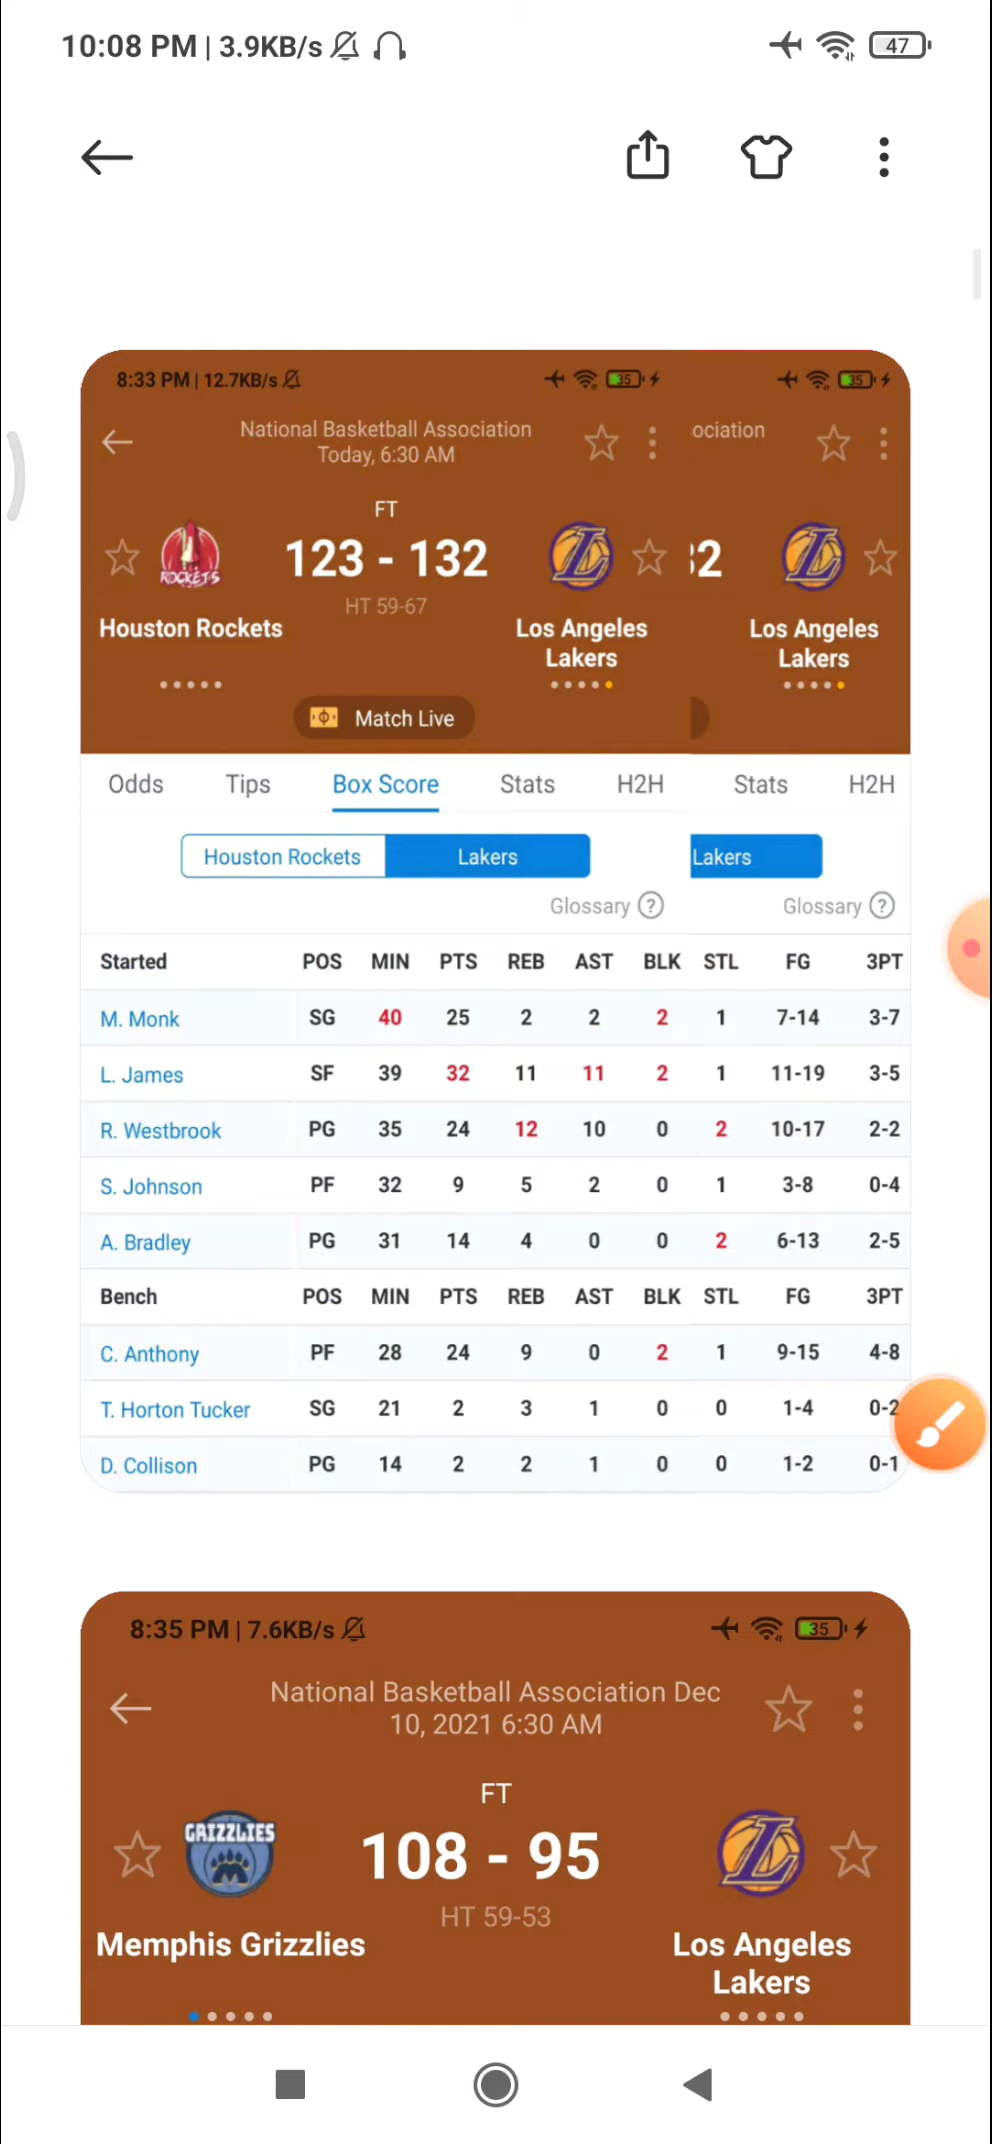 10:08 PM | 3.9KB/s
47
8:33 PM | 12.7KB/s 35 35
National Basketball Association ociation
Today, 6:30 AM
FT
123 - 132 32
ROCKETS
HT 59-67
Houston Rockets Los Angeles Lakers Los Angeles Lakers
Match Live
Odds Tips Box Score Stats H2H Stats H2H
Houston Rockets Lakers Lakers
Glossary ? Glossary ?
Started POS MIN PTS REB AST BLK STL FG 3PT
M. Monk SG 40 25 2 2 2 1 7-14 3-7
L. James SF 39 32 11 11 2 1 11-19 3-5
R. Westbrook PG 35 24 12 10 0 2 10-17 2-2
S. Johnson PF 32 9 5 2 0 1 3-8 0-4
A. Bradley PG 31 14 4 0 0 2 6-13 2-5
Bench POS MIN PTS REB AST BLK STL FG 3PT
C. Anthony PF 28 24 9 0 2 1 9-15 4-8
T. Horton Tucker SG 21 2 3 1 0 0 1-4 0-2
D. Collison PG 14 2 2 1 0 0 1-2 0-1
8:35 PM | 7.6KB/s 35
National Basketball Association Dec
10, 2021 6:30 AM
FT
GRIZZLIES
108 - 95
HT 59-53
Memphis Grizzlies Los Angeles
Lakers